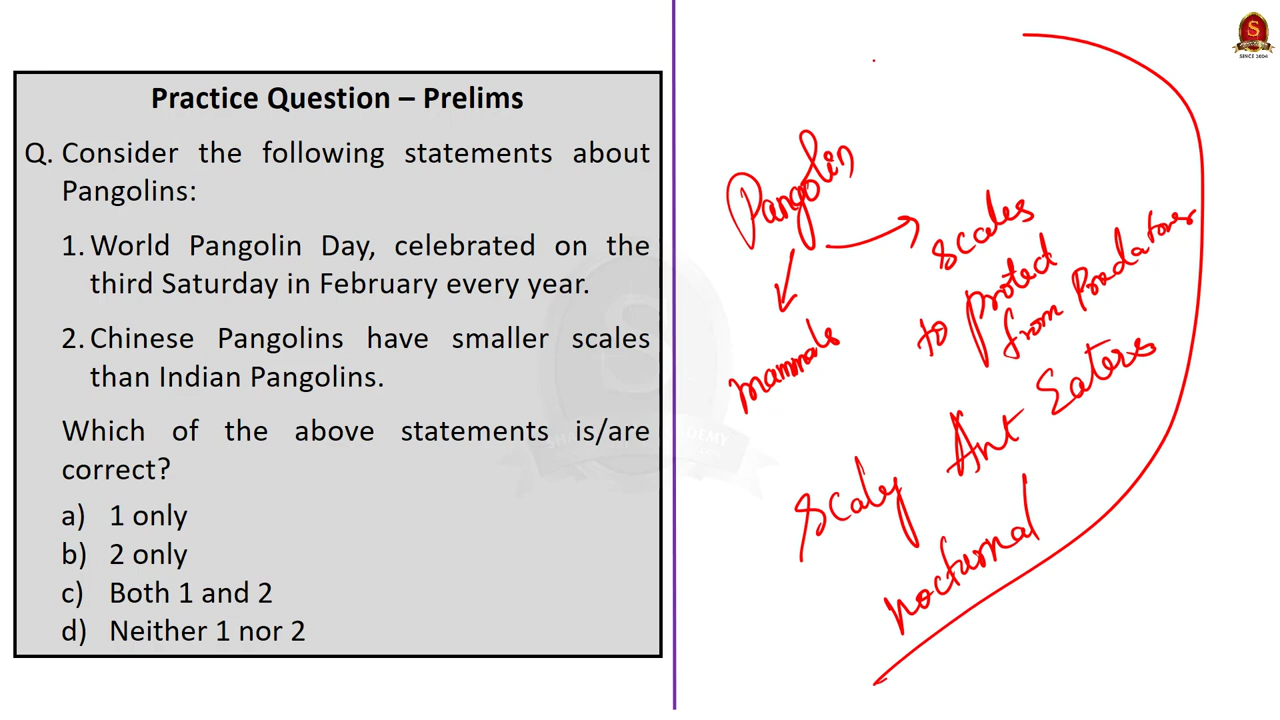 Practice Question – Prelims
Q. Consider the following statements about
Pangolins:
1. World Pangolin Day, celebrated on the
third Saturday in February every year.
2. Chinese Pangolins have smaller scales
than Indian Pangolins.
Which of the above statements is/are
correct?
a) 1 only
b) 2 only
c) Both 1 and 2
d) Neither 1 nor 2
Pangolin
Scales
to protect
from Predators
mammals
Scaly Ant Eaters
nocturnal
S
SINCE 2004